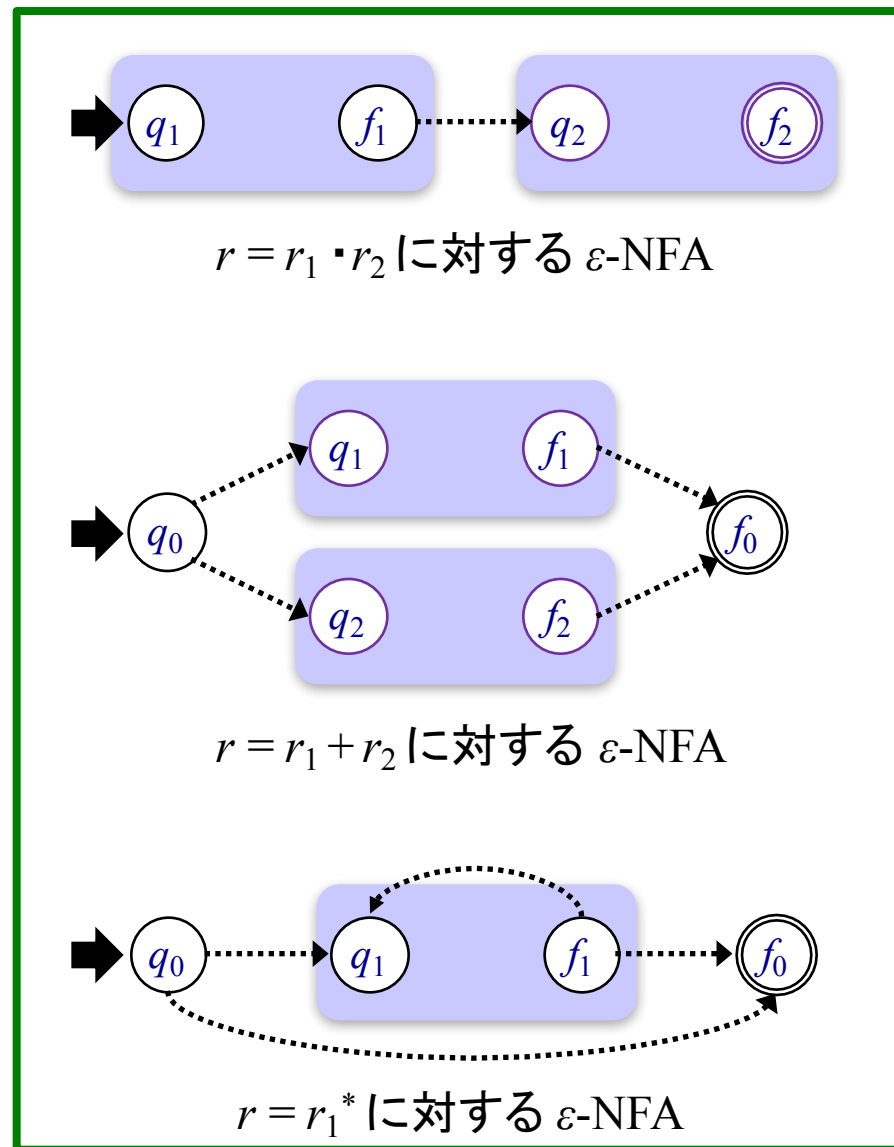 q₁ f₁ q₂ f₂
r = r₁・r₂ に対する ε-NFA
q₁ f₁
q₀ f₀
q₂ f₂
r = r₁ + r₂ に対する ε-NFA
q₀ q₁ f₁ f₀
r = r₁* に対する ε-NFA